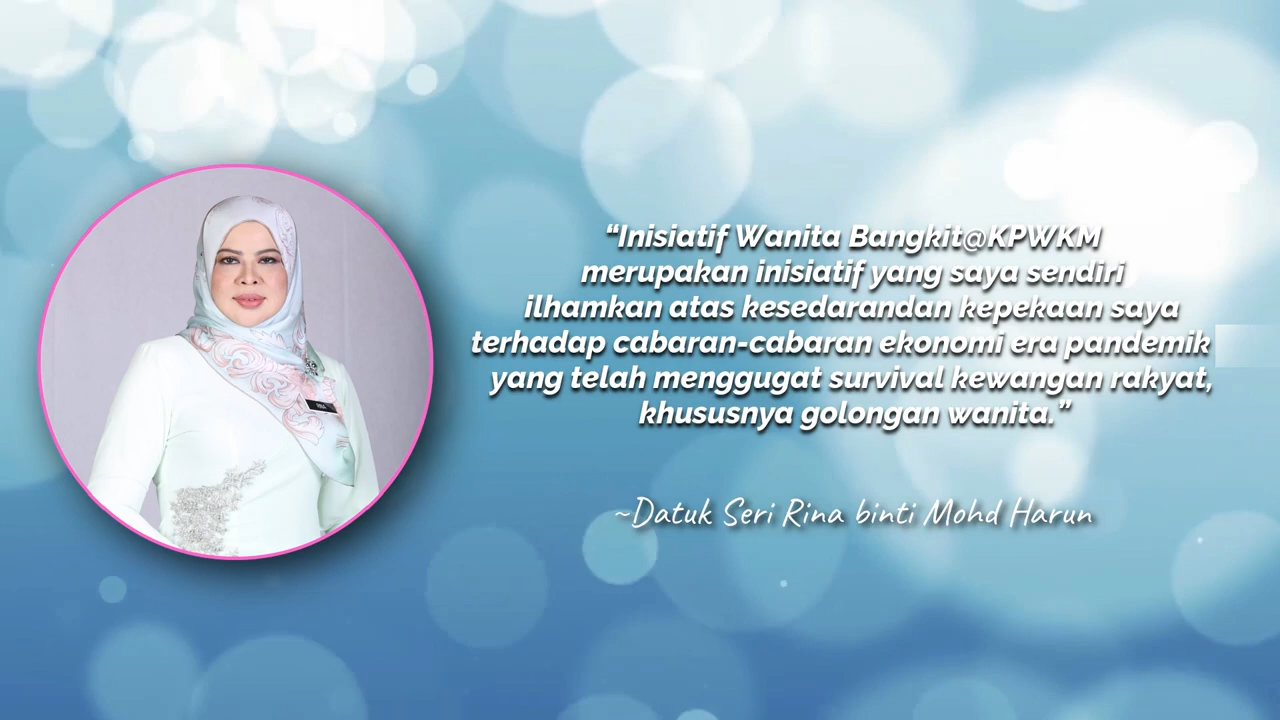 “Inisiatif Wanita Bangkit@KPWKM
merupakan inisiatif yang saya sendiri
ilhamkan atas kesedarandan kepekaan saya
terhadap cabaran-cabaran ekonomi era pandemik
yang telah menggugat survival kewangan rakyat,
khususnya golongan wanita.”
~Datuk Seri Rina binti Mohd Harun